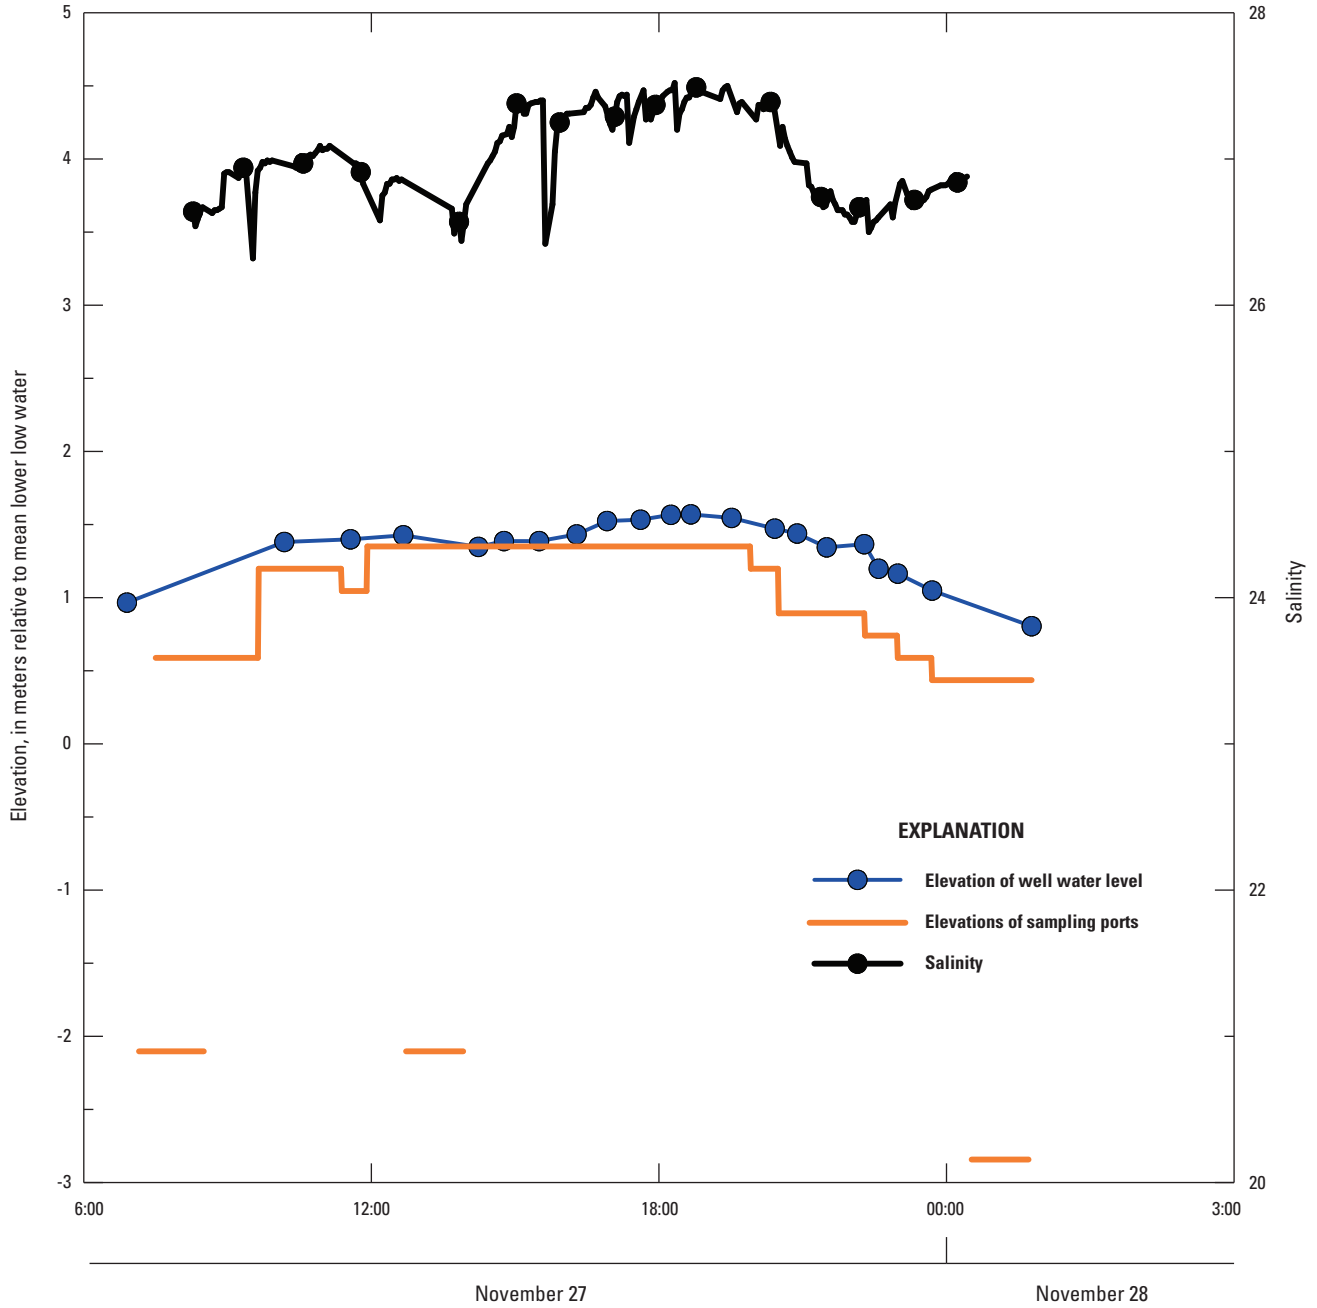 5
4
3
2
1
0
-1
-2
-3
Elevation, in meters relative to mean lower low water
28
26
24
22
20
Salinity
EXPLANATION
Elevation of well water level
Elevations of sampling ports
Salinity
6:00 12:00 18:00 00:00 3:00
November 27 November 28